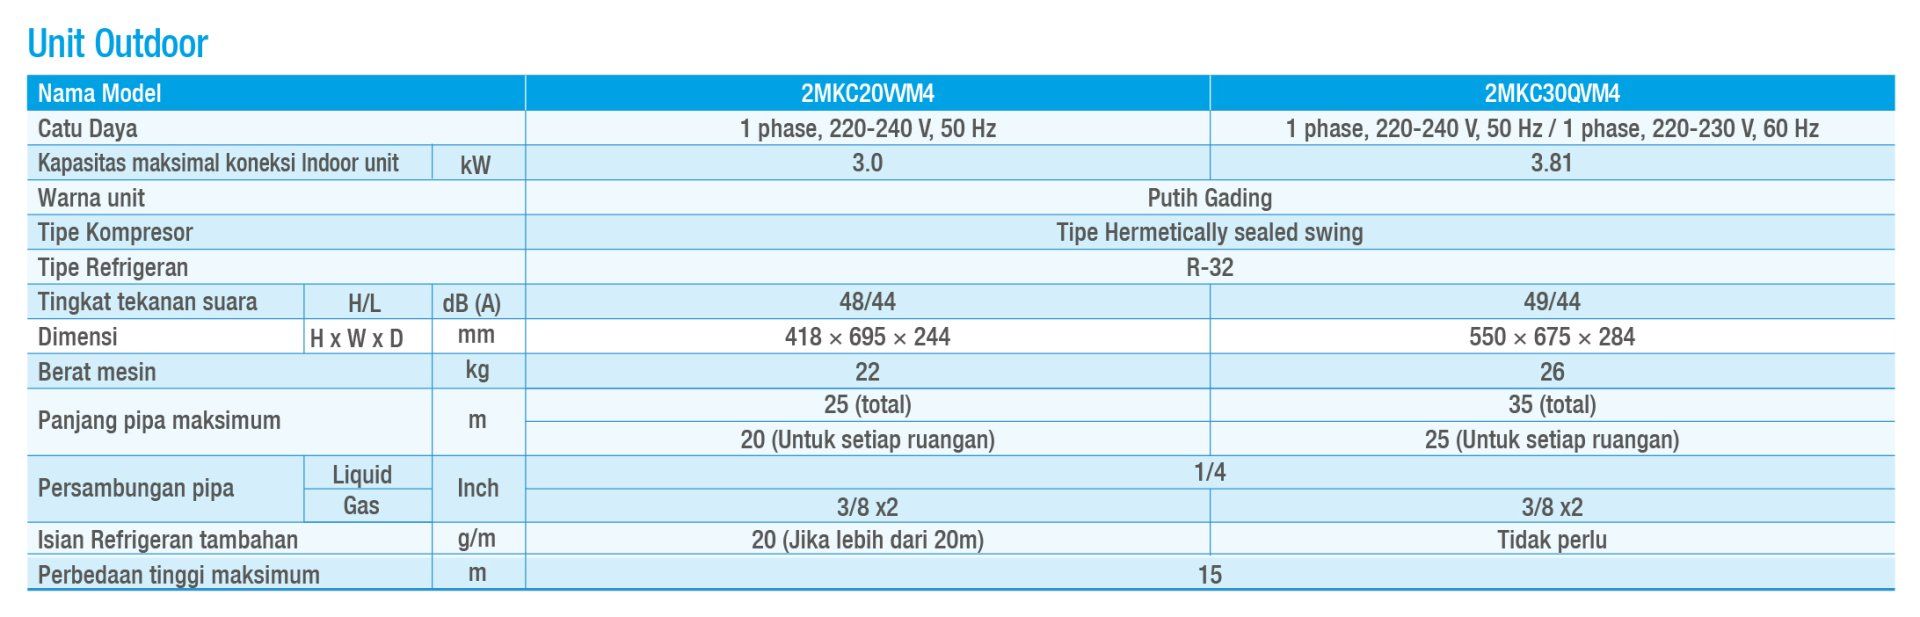 Unit Outdoor
Nama Model 2MKC20VVM4 2MKC30QVM4
Catu Daya 1 phase, 220-240 V, 50 Hz 1 phase, 220-240 V, 50 Hz / 1 phase, 220-230 V, 60 Hz
Kapasitas maksimal koneksi Indoor unit kW 3.0 3.81
Warna unit Putih Gading
Tipe Kompresor Tipe Hermetically sealed swing
Tipe Refrigeran R-32
Tingkat tekanan suara H/L dB (A) 48/44 49/44
Dimensi H x W x D mm 418 × 695 × 244 550 × 675 × 284
Berat mesin kg 22 26
Panjang pipa maksimum m 25 (total) 35 (total)
20 (Untuk setiap ruangan) 25 (Untuk setiap ruangan)
Persambungan pipa Liquid Inch 1/4
Gas 3/8 x2 3/8 x2
Isian Refrigeran tambahan g/m 20 (Jika lebih dari 20m) Tidak perlu
Perbedaan tinggi maksimum m 15